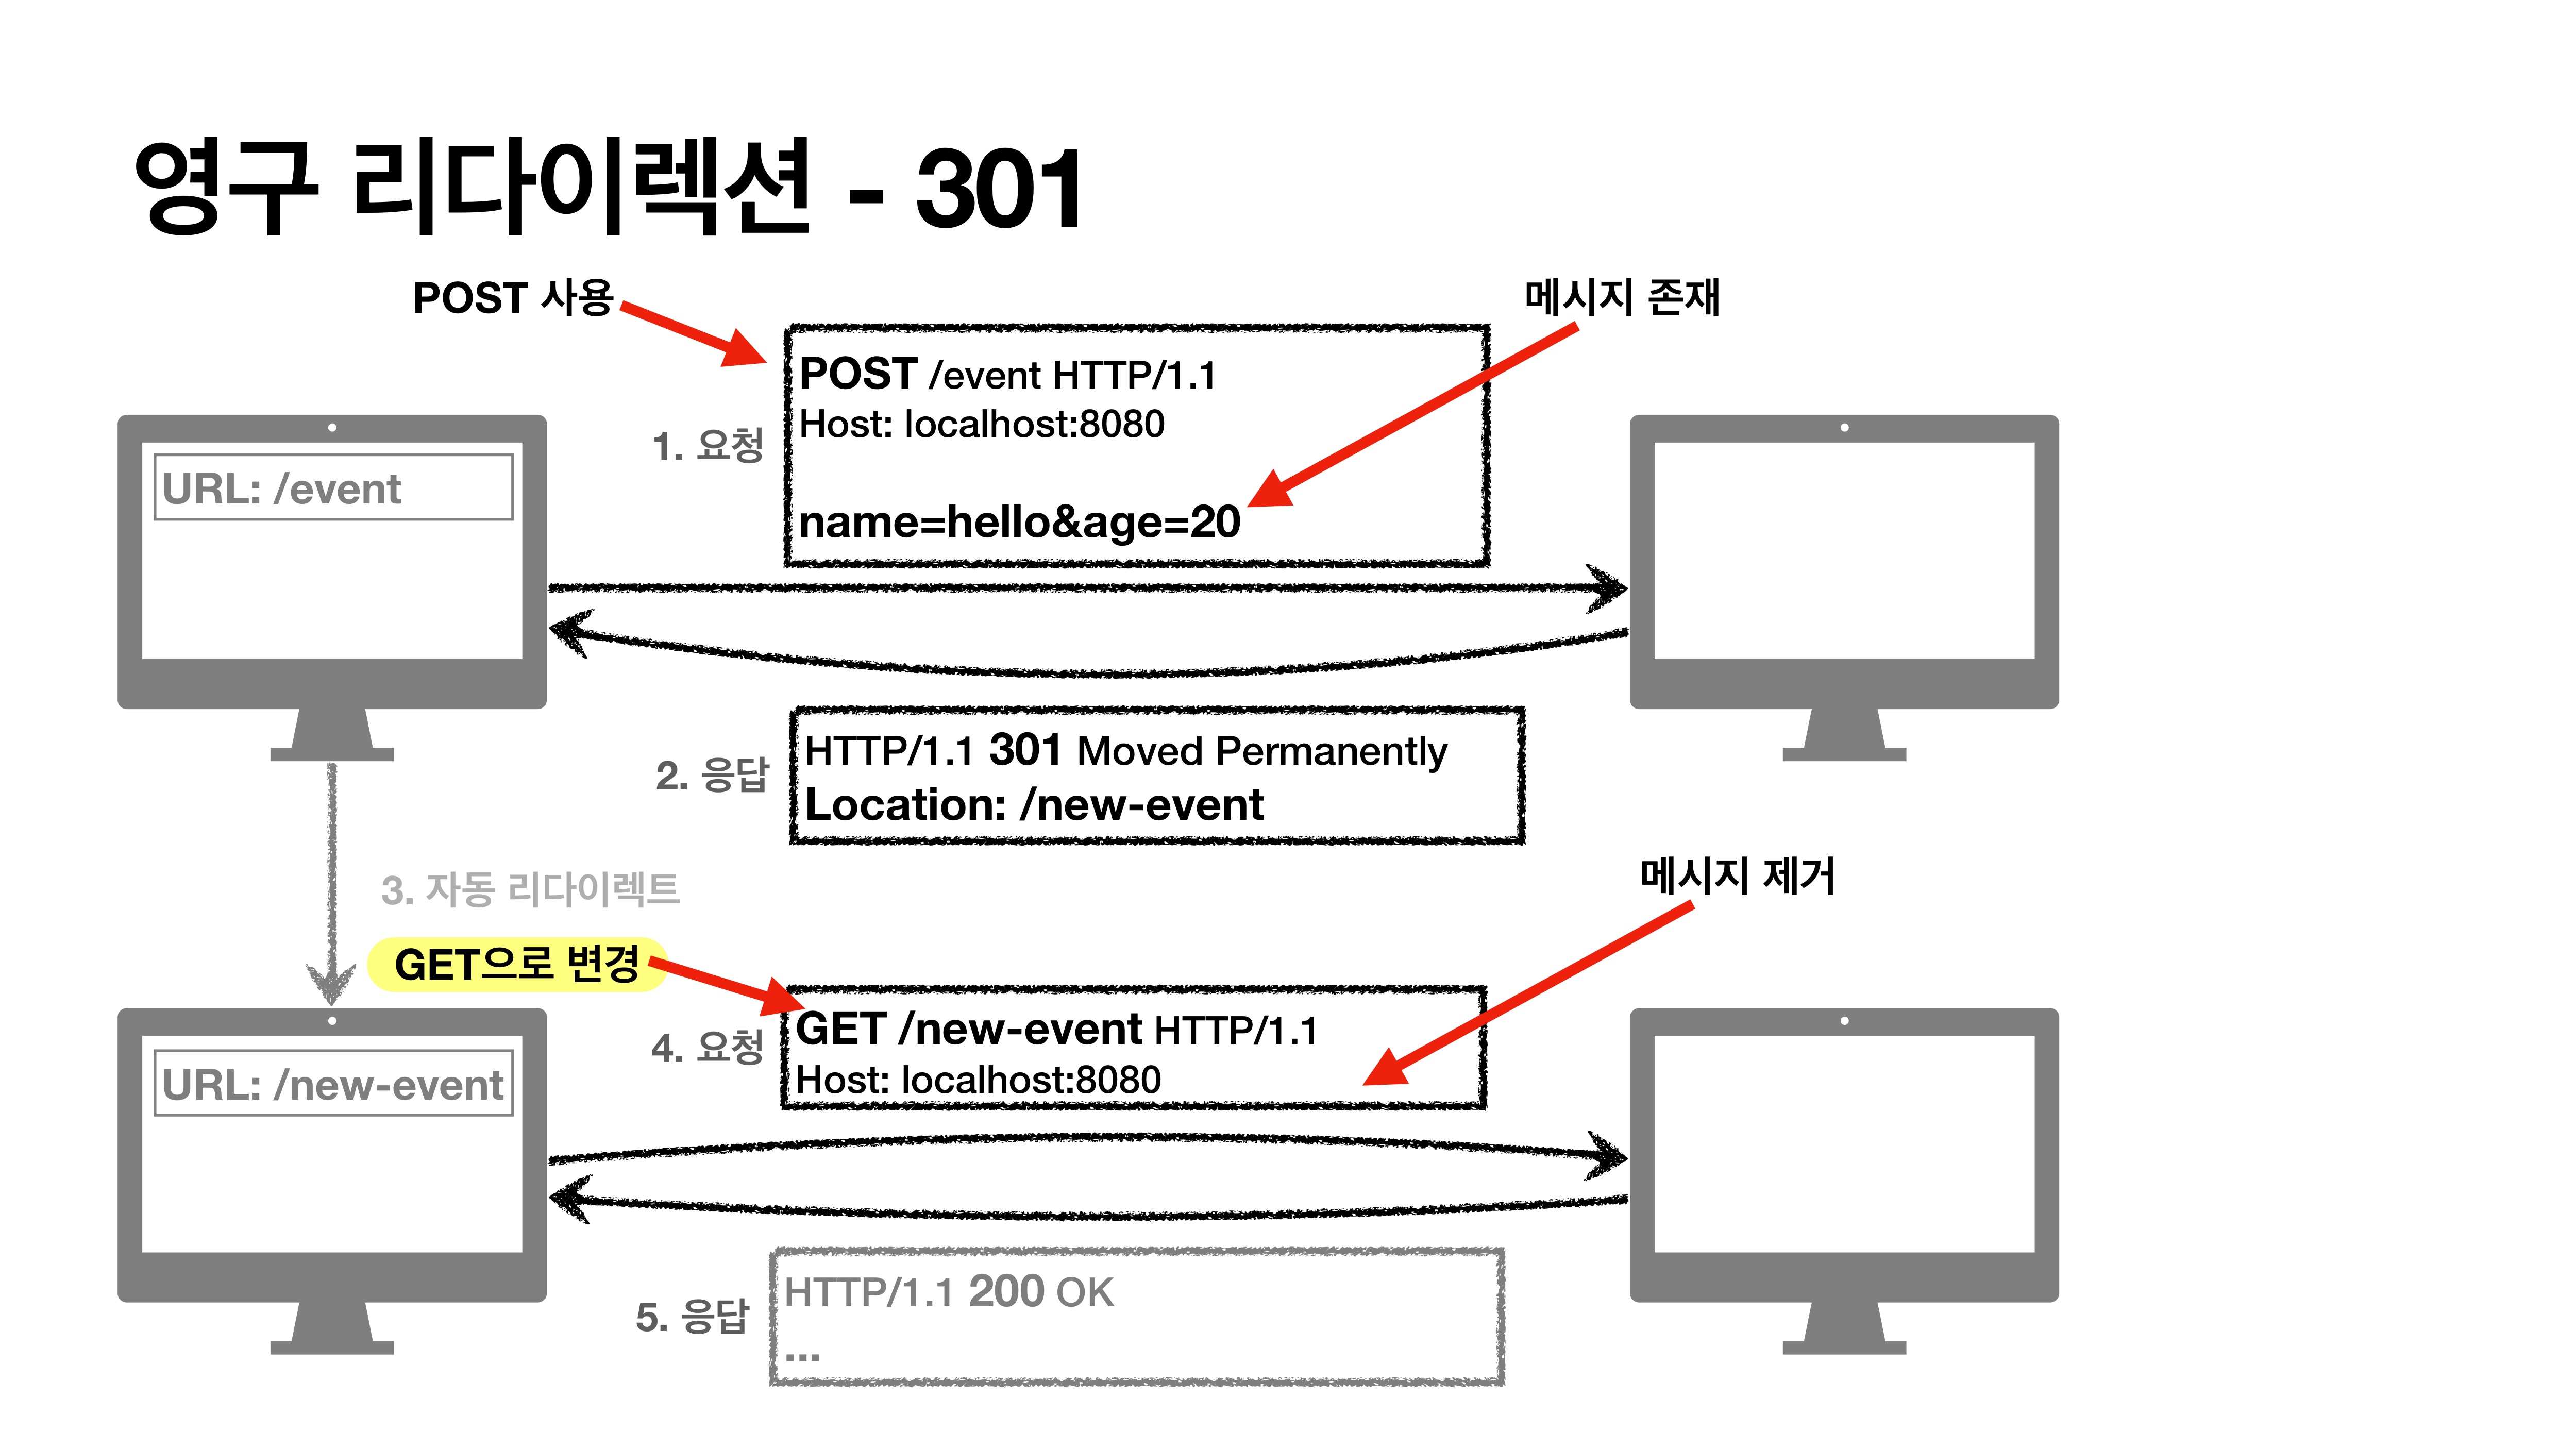 영구 리다이렉션 - 301
POST 사용
메시지 존재
1. 요청
POST /event HTTP/1.1
Host: localhost:8080
name=hello&age=20
URL: /event
2. 응답
HTTP/1.1 301 Moved Permanently
Location: /new-event
3. 자동 리다이렉트
GET으로 변경
메시지 제거
4. 요청
GET /new-event HTTP/1.1
Host: localhost:8080
URL: /new-event
5. 응답
HTTP/1.1 200 OK
...